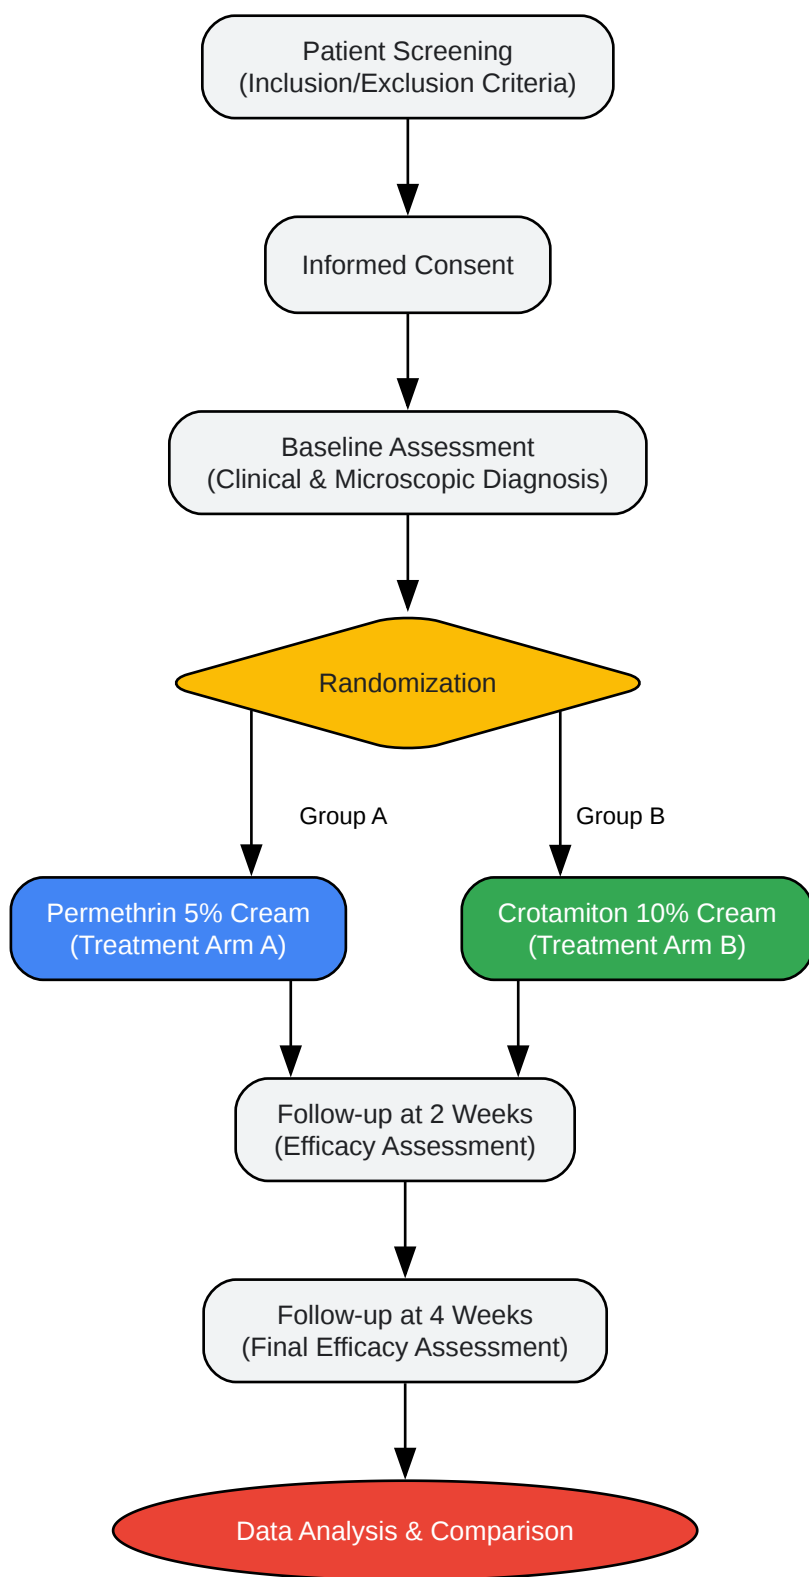 Patient Screening
(Inclusion/Exclusion Criteria)
Informed Consent
Baseline Assessment
(Clinical & Microscopic Diagnosis)
Randomization
Group A
Group B
Permethrin 5% Cream
(Treatment Arm A)
Crotamiton 10% Cream
(Treatment Arm B)
Follow-up at 2 Weeks
(Efficacy Assessment)
Follow-up at 4 Weeks
(Final Efficacy Assessment)
Data Analysis & Comparison